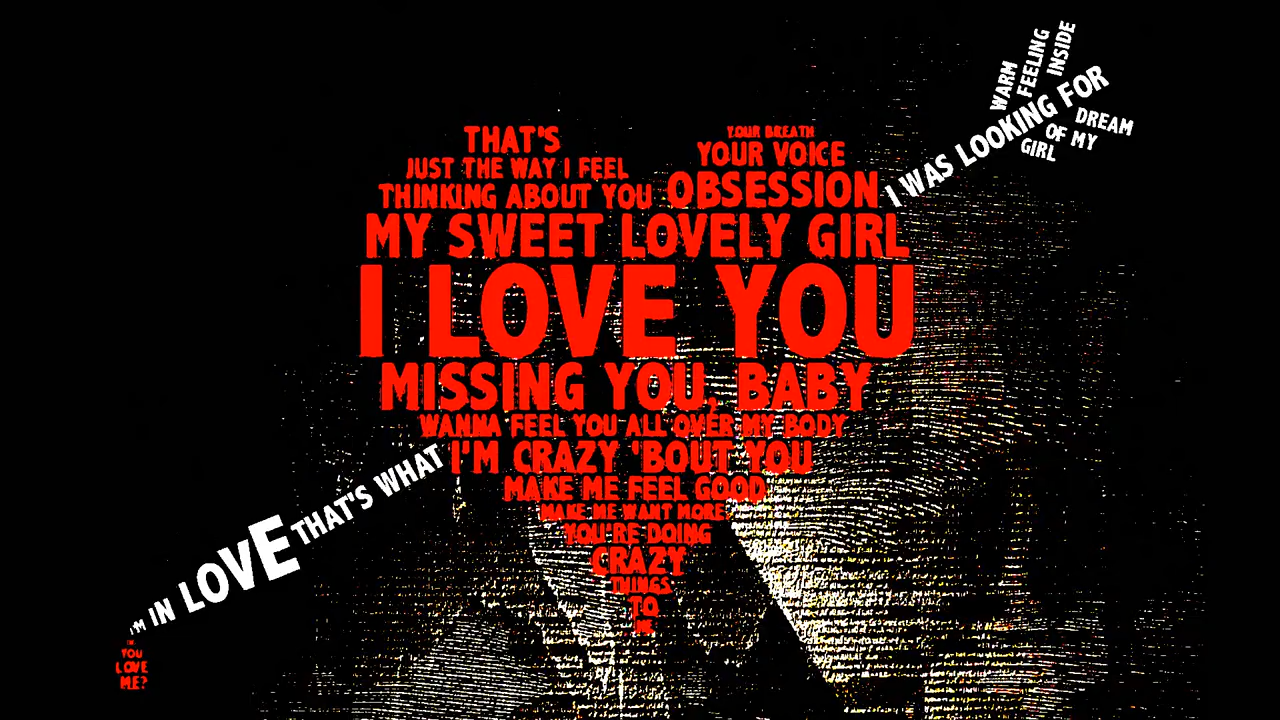 WARM
FEELING
INSIDE
I WAS LOOKING FOR
DREAM
OF MY
GIRL
THAT'S
JUST THE WAY I FEEL
THINKING ABOUT YOU
YOUR BREATH
YOUR VOICE
OBSESSION
MY SWEET LOVELY GIRL
I LOVE YOU
MISSING YOU, BABY
WANNA FEEL YOU ALL OVER MY BODY
I'M CRAZY 'BOUT YOU
MAKE ME FEEL GOOD
MAKE ME WANT MORE
YOU'RE DOING
CRAZY
THINGS
TO
ME
I'M IN LOVE THAT'S WHAT
YOU
LOVE
ME?